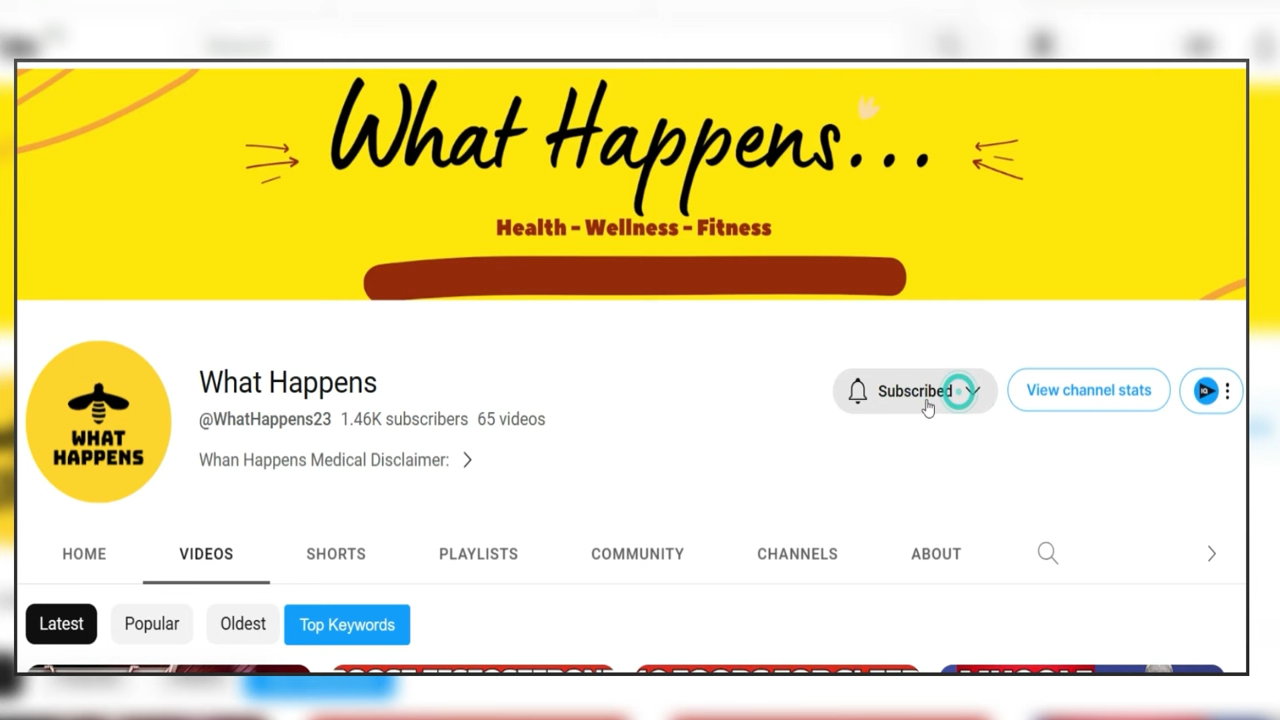 What Happens...
Health - Wellness - Fitness
WHAT
HAPPENS
What Happens
@WhatHappens23 1.46K subscribers 65 videos
Whan Happens Medical Disclaimer:
Subscribed
View channel stats
HOME VIDEOS SHORTS PLAYLISTS COMMUNITY CHANNELS ABOUT
Latest Popular Oldest Top Keywords